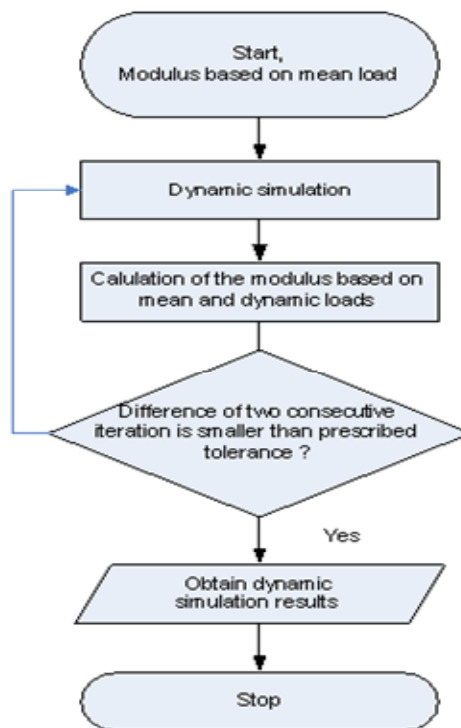 Start,
Modulus based on mean load
Dynamic simulation
Calulation of the modulus based on
mean and dynamic loads
Difference of two consecutive
iteration is smaller than prescribed
tolerance ?
Yes
Obtain dynamic
simulation results
Stop